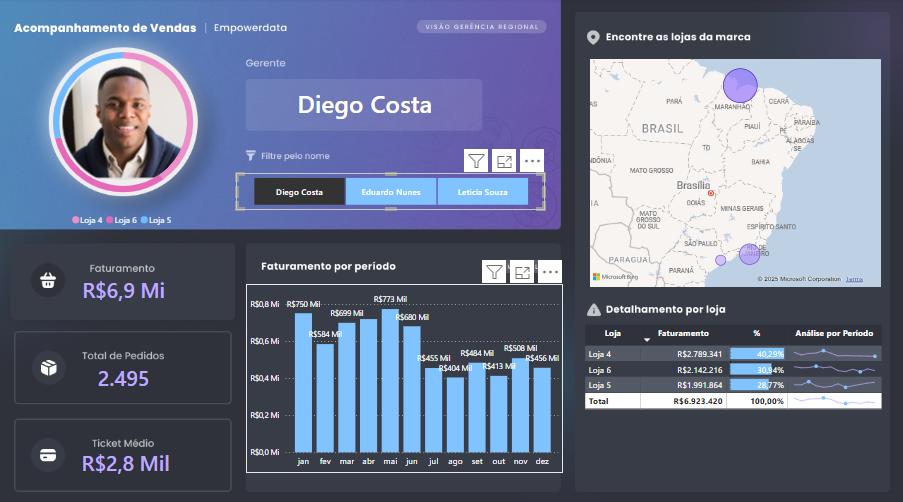 Acompanhamento de Vendas | Empowerdata
VISÃO GERÊNCIA REGIONAL
Gerente
Diego Costa
Filtre pelo nome
Diego Costa Eduardo Nunes Leticia Souza
Loja 4 Loja 6 Loja 5
Faturamento
R$6,9 Mi
Total de Pedidos
2.495
Ticket Médio
R$2,8 Mil
Faturamento por período
R$0,8 Mi
R$0,6 Mi
R$0,4 Mi
R$0,2 Mi
R$0,0 Mi
R$750 Mil
R$584 Mil
R$699 Mil
R$773 Mil
R$680 Mil
R$455 Mil
R$404 Mil
R$484 Mil
R$413 Mil
R$508 Mil
R$456 Mil
jan fev mar abr mai jun jul ago set out nov dez
Encontre as lojas da marca
PARÁ
MARANHÃO
CEARÁ
BRASIL
PIAUÍ
PARAÍBA
PE
ALAGOAS
SE
TO
NDÔNIA
MATO GROSSO
BAHIA
Brasília
GOIÁS
MINAS GERAIS
MATO
GROSSO
DO SUL
ESPÍRITO SANTO
SÃO PAULO
RIO DE
JANEIRO
PARAGUAI
PARANÁ
Microsoft Bing
© 2025 Microsoft Corporation Terms
Detalhamento por loja
Loja Faturamento % Análise por Período
Loja 4 R$2.789.341 40,29%
Loja 6 R$2.142.216 30,94%
Loja 5 R$1.991.864 28,77%
Total R$6.923.420 100,00%